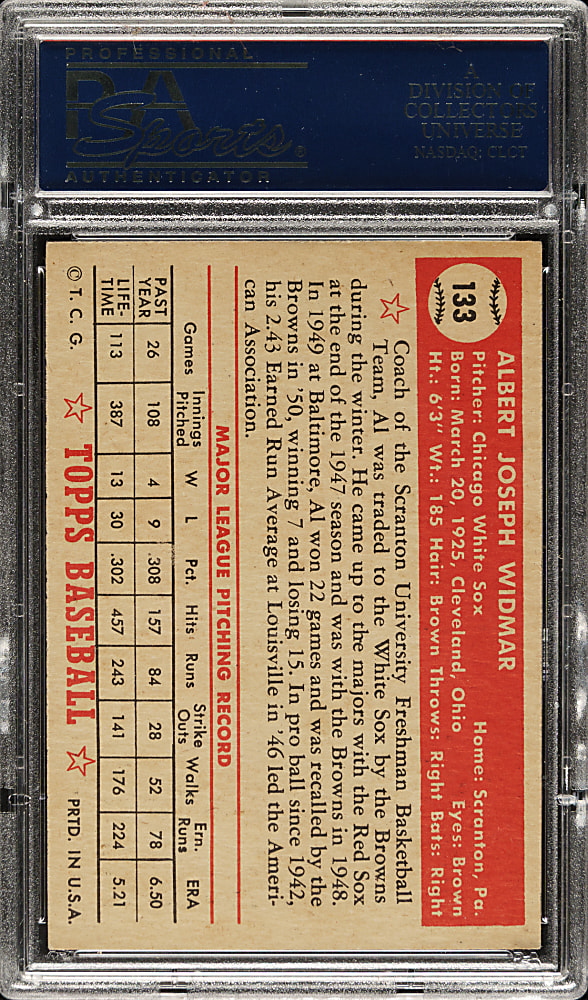 PROFESSIONAL
PSA
Sports®
AUTHENTICATOR
A
DIVISION OF
COLLECTORS
UNIVERSE
NASDAQ: CLCT
133
ALBERT JOSEPH WIDMAR
Pitcher: Chicago White Sox Home: Scranton, Pa.
Born: March 20, 1925, Cleveland, Ohio Eyes: Brown
Ht.: 6'3" Wt.: 185 Hair: Brown Throws: Right Bats: Right
Coach of the Scranton University Freshman Basketball
Team, Al was traded to the White Sox by the Browns
during the winter. He came up to the majors with the Red Sox
at the end of the 1947 season and was with the Browns in 1948.
In 1949 at Baltimore, Al won 22 games and was recalled by the
Browns in '50, winning 7 and losing 15. In pro ball since 1942,
his 2.43 Earned Run Average at Louisville in '46 led the Ameri-
can Association.
MAJOR LEAGUE PITCHING RECORD
Games Innings Pitched W L Pct. Hits Runs Strike Outs Walks Ern. Runs ERA
PAST YEAR 26 108 4 9 .308 157 84 28 52 78 6.50
LIFE-TIME 113 387 13 30 .302 457 243 141 176 224 5.21
© T. C. G. TOPPS BASEBALL PRTD. IN U.S.A.